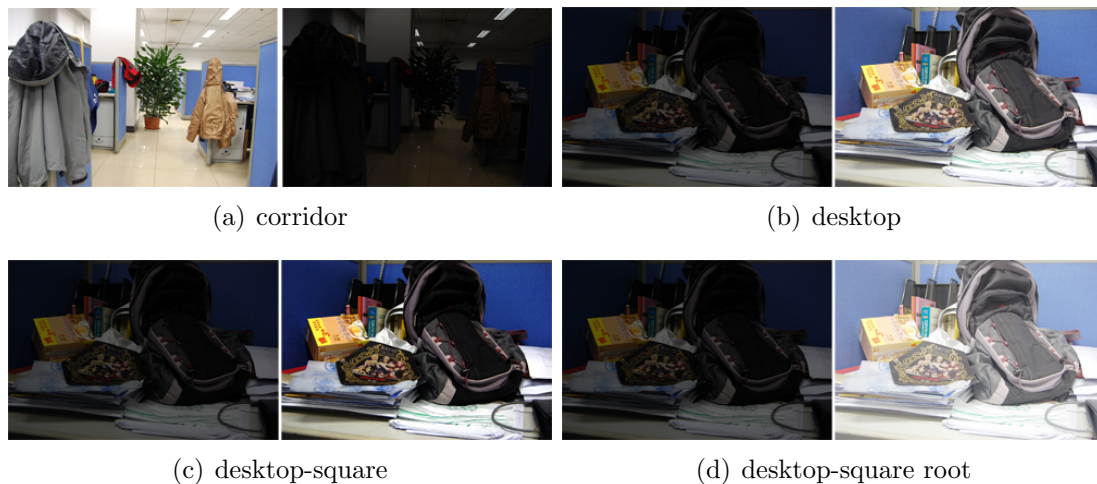 (a) corridor
(b) desktop
(c) desktop-square
(d) desktop-square root